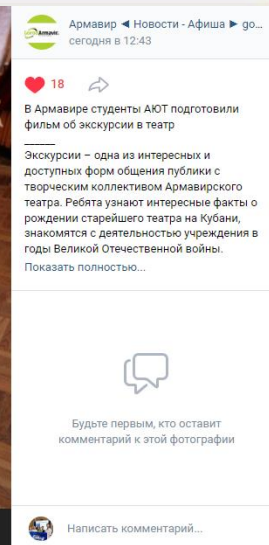 Армавир ◄ Новости - Афиша ► go...
сегодня в 12:43
18
В Армавире студенты АЮТ подготовили
фильм об экскурсии в театр
______
Экскурсии – одна из интересных и
доступных форм общения публики с
творческим коллективом Армавирского
театра. Ребята узнают интересные факты о
рождении старейшего театра на Кубани,
знакомятся с деятельностью учреждения в
годы Великой Отечественной войны.
Показать полностью...
Будьте первым, кто оставит
комментарий к этой фотографии
Написать комментарий...